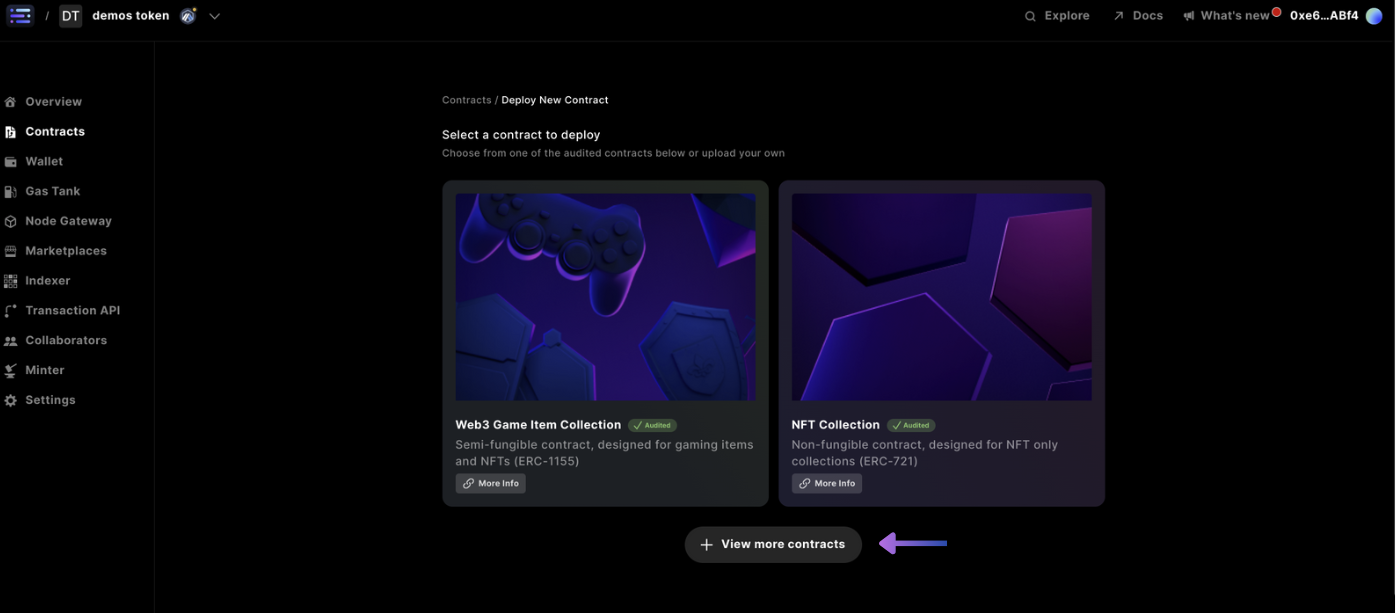 / DT demos token
Explore
Docs
What's new
0xe6...ABf4
Overview
Contracts
Wallet
Gas Tank
Node Gateway
Marketplaces
Indexer
Transaction API
Collaborators
Minter
Settings
Contracts / Deploy New Contract
Select a contract to deploy
Choose from one of the audited contracts below or upload your own
Web3 Game Item Collection Audited
Semi-fungible contract, designed for gaming items
and NFTs (ERC-1155)
More Info
NFT Collection Audited
Non-fungible contract, designed for NFT only
collections (ERC-721)
More Info
View more contracts